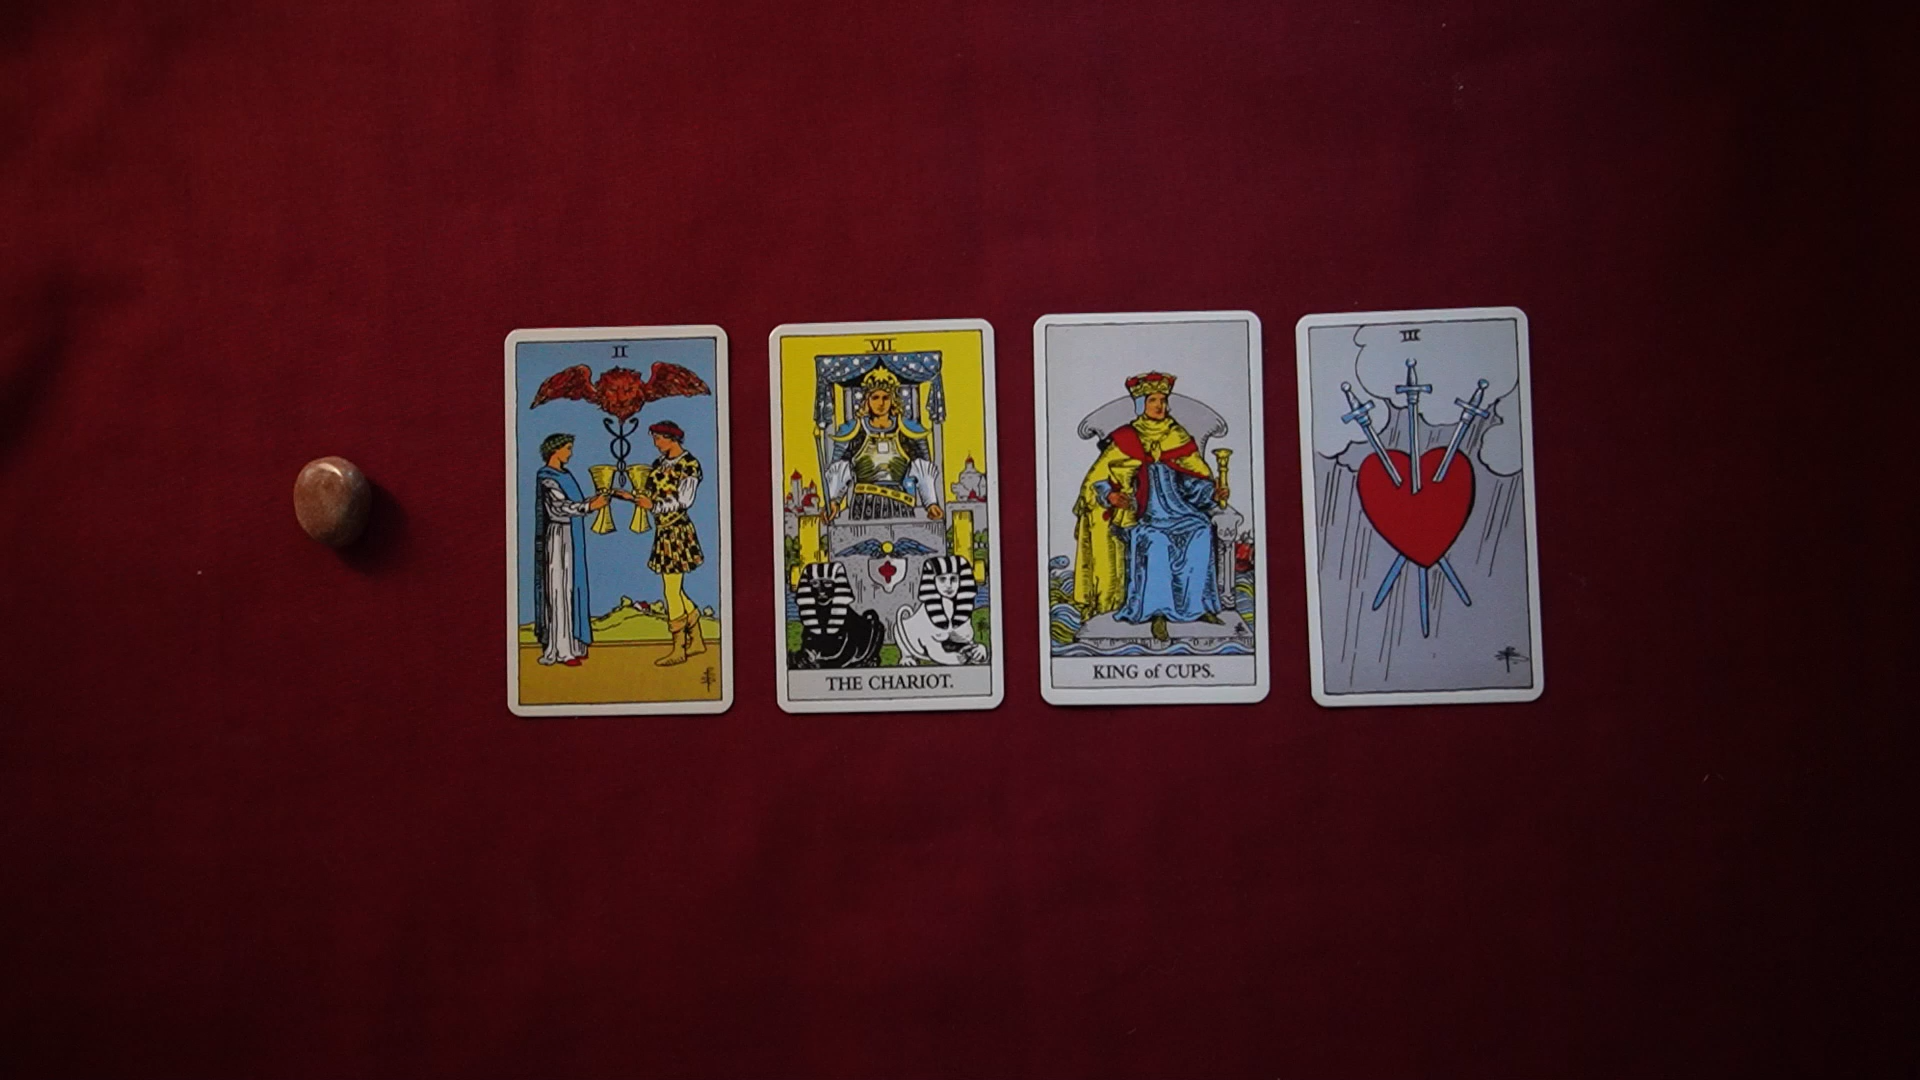 II
VII
THE CHARIOT.
KING of CUPS.
III